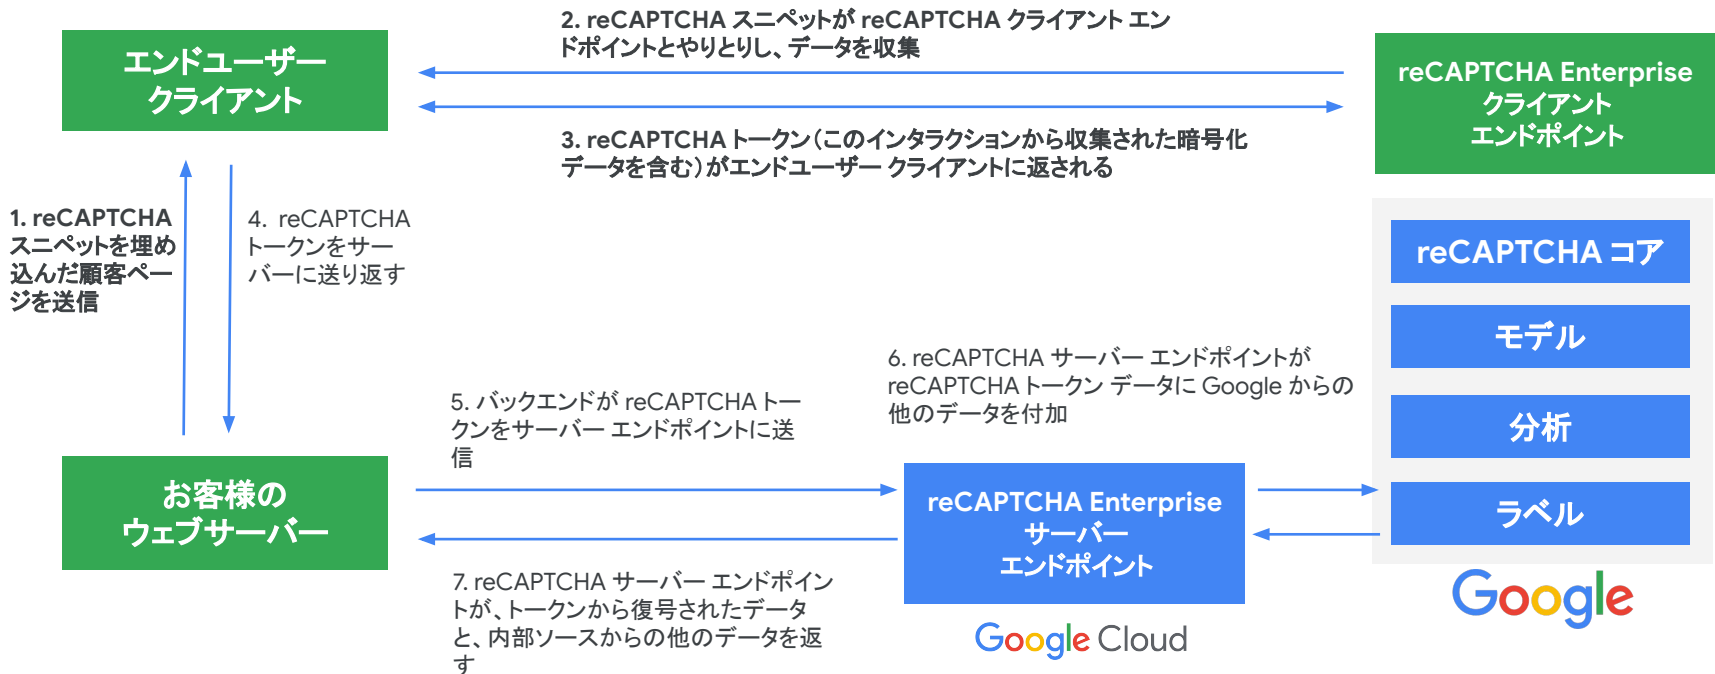 2. reCAPTCHA スニペットが reCAPTCHA クライアント エン
ドポイントとやりとりし、データを収集
エンドユーザー
クライアント
reCAPTCHA Enterprise
クライアント
エンドポイント
3. reCAPTCHA トークン（このインタラクションから収集された暗号化
データを含む）がエンドユーザー クライアントに返される
1. reCAPTCHA
スニペットを埋め
込んだ顧客ペー
ジを送信
4. reCAPTCHA
トークンをサー
バーに送り返す
reCAPTCHA コア
モデル
分析
ラベル
Google
6. reCAPTCHA サーバー エンドポイントが
reCAPTCHA トークン データに Google からの
他のデータを付加
5. バックエンドが reCAPTCHA トー
クンをサーバー エンドポイントに送
信
お客様の
ウェブサーバー
reCAPTCHA Enterprise
サーバー
エンドポイント
Google Cloud
7. reCAPTCHA サーバー エンドポイン
トが、トークンから復号されたデータ
と、内部ソースからの他のデータを返
す